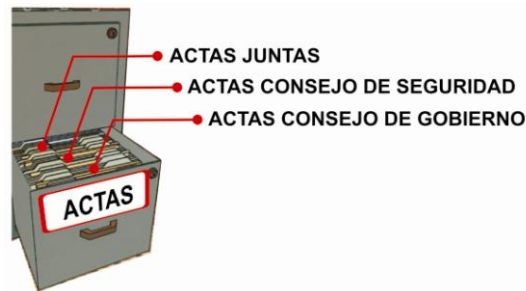 ACTAS JUNTAS
ACTAS CONSEJO DE SEGURIDAD
ACTAS CONSEJO DE GOBIERNO
ACTAS